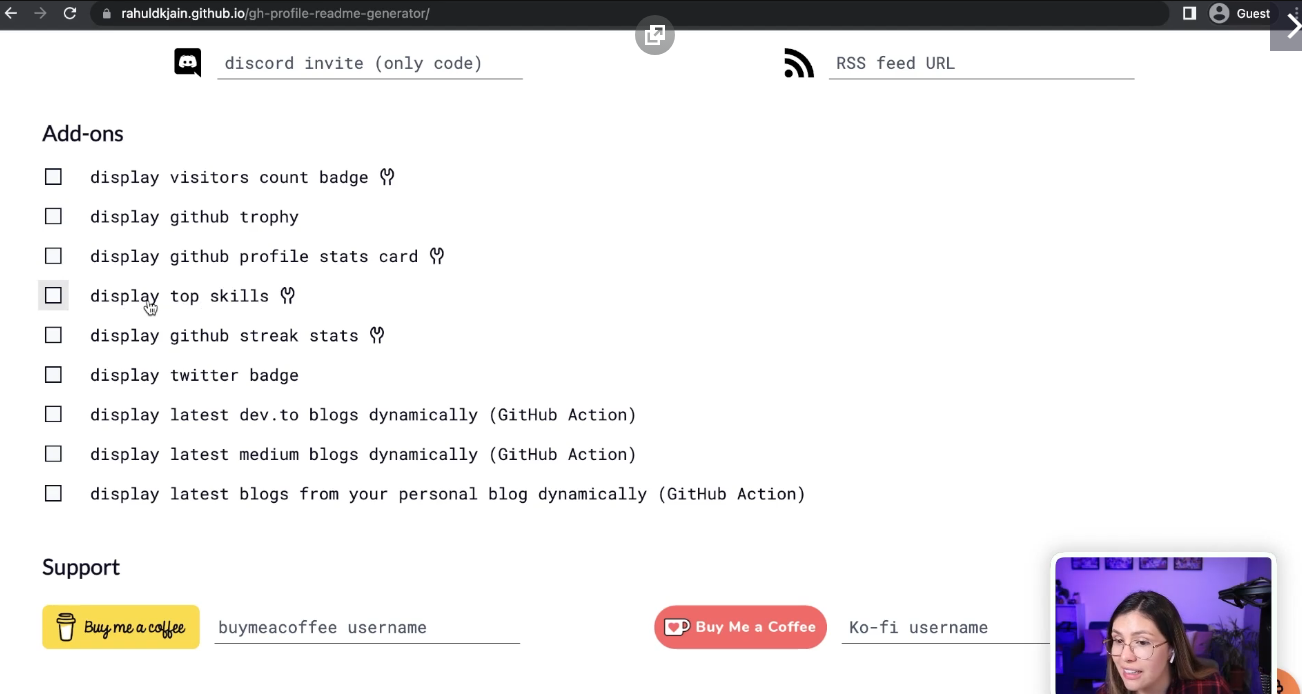 rahuldkjain.github.io/gh-profile-readme-generator/
Guest
discord invite (only code)
RSS feed URL
Add-ons
display visitors count badge
display github trophy
display github profile stats card
display top skills
display github streak stats
display twitter badge
display latest dev.to blogs dynamically (GitHub Action)
display latest medium blogs dynamically (GitHub Action)
display latest blogs from your personal blog dynamically (GitHub Action)
Support
Buy me a coffee
buymeacoffee username
Buy Me a Coffee
Ko-fi username